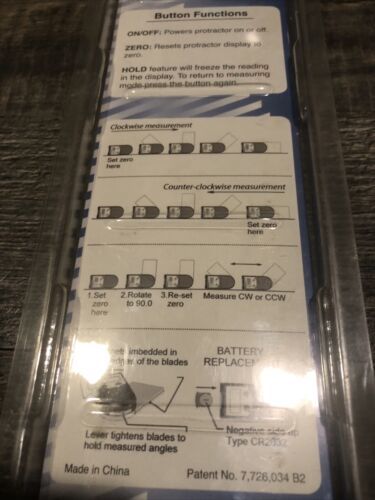 Button Functions
ON/OFF: Powers protractor on or off.
ZERO: Resets protractor display to
zero.
HOLD feature will freeze the reading
in the display. To return to measuring
mode press the button again.
Clockwise measurement
Set zero
here
Counter-clockwise measurement
Set zero
here
1.Set
zero
here
2.Rotate
to 90.0
3.Re-set
zero
Measure CW or CCW
imbedded in
of the blades
Lever tightens blades to
hold measured angles
BATTERY
Negative side up
Type CR2032
Made in China
Patent No. 7,726,034 B2